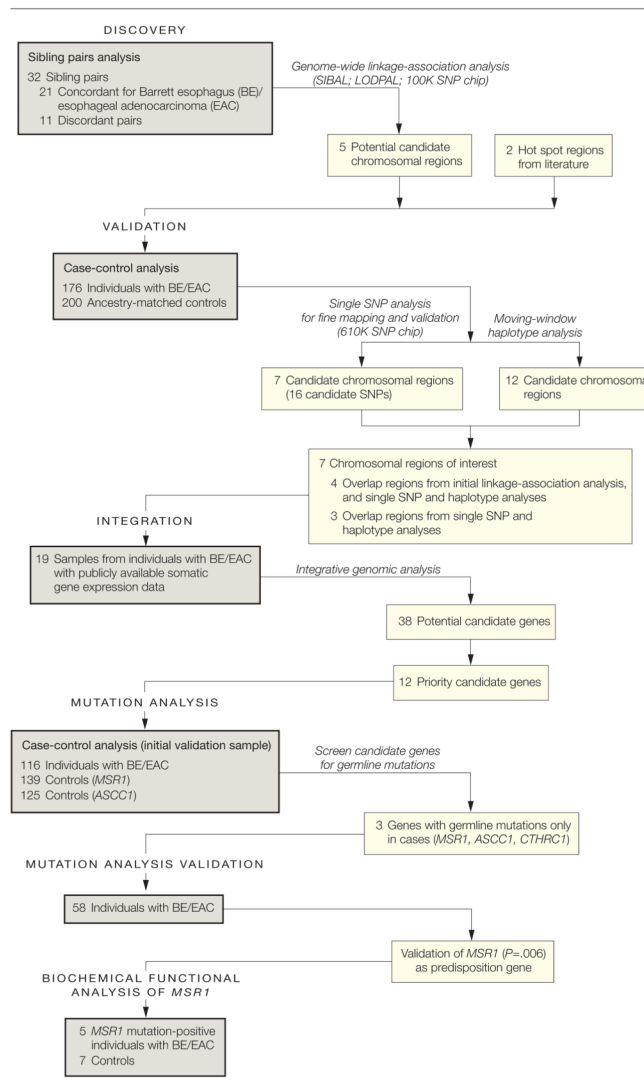 DISCOVERY
Sibling pairs analysis
32 Sibling pairs
21 Concordant for Barrett esophagus (BE)/
esophageal adenocarcinoma (EAC)
11 Discordant pairs
Genome-wide linkage-association analysis
(SIBAL; LODPAL; 100K SNP chip)
5 Potential candidate
chromosomal regions
2 Hot spot regions
from literature
VALIDATION
Case-control analysis
176 Individuals with BE/EAC
200 Ancestry-matched controls
Single SNP analysis
for fine mapping and validation
(610K SNP chip)
Moving-window
haplotype analysis
7 Candidate chromosomal regions
(16 candidate SNPs)
12 Candidate chromosoma
regions
7 Chromosomal regions of interest
4 Overlap regions from initial linkage-association analysis,
and single SNP and haplotype analyses
3 Overlap regions from single SNP and
haplotype analyses
INTEGRATION
19 Samples from individuals with BE/EAC
with publicly available somatic
gene expression data
Integrative genomic analysis
38 Potential candidate genes
12 Priority candidate genes
MUTATION ANALYSIS
Case-control analysis (initial validation sample)
116 Individuals with BE/EAC
139 Controls (MSR1)
125 Controls (ASCC1)
Screen candidate genes
for germline mutations
3 Genes with germline mutations only
in cases (MSR1, ASCC1, CTHRC1)
MUTATION ANALYSIS VALIDATION
58 Individuals with BE/EAC
Validation of MSR1 (P=.006)
as predisposition gene
BIOCHEMICAL FUNCTIONAL
ANALYSIS OF MSR1
5 MSR1 mutation-positive
individuals with BE/EAC
7 Controls